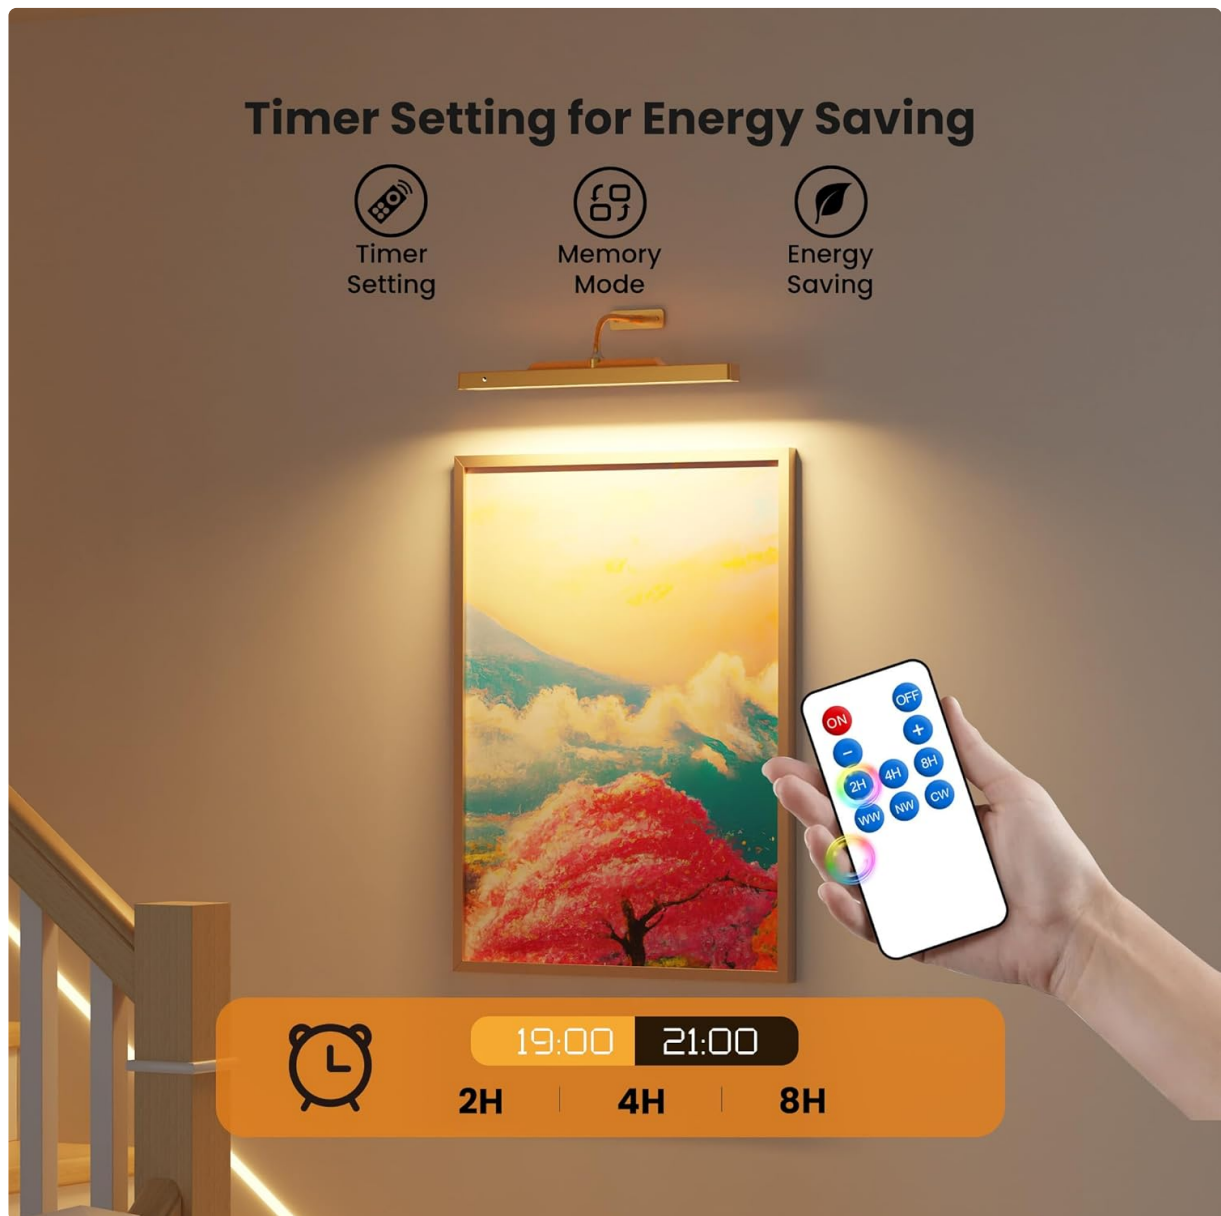 Timer Setting for Energy Saving
Timer
Setting
Memory
Mode
Energy
Saving
ON
OFF
−
+
2H
4H
8H
WW
NW
CW
19:00
21:00
2H
4H
8H